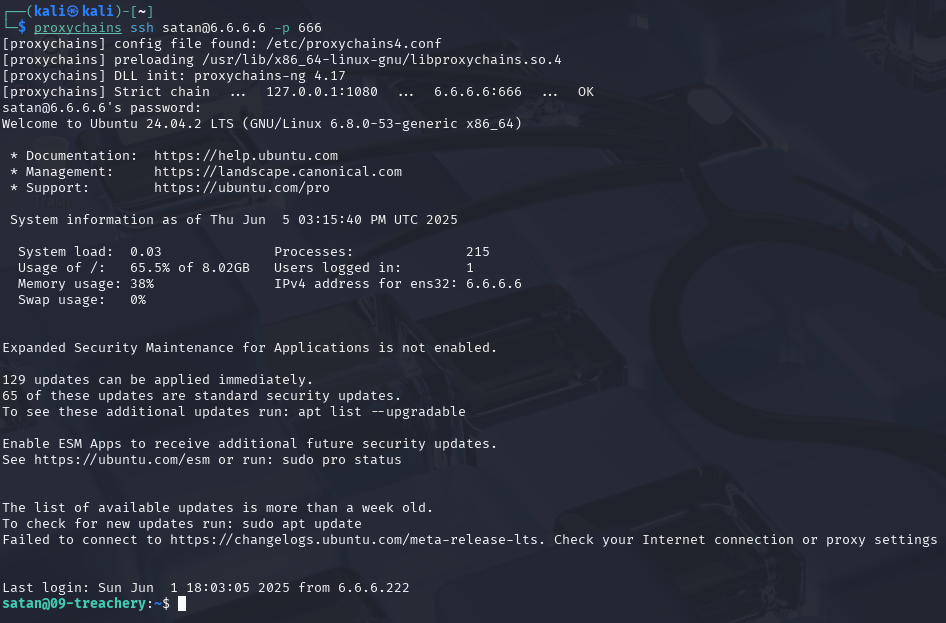 ┌──(kali㉿kali)-[~]
└─$ proxychains ssh satan@6.6.6.6 -p 666
[proxychains] config file found: /etc/proxychains4.conf
[proxychains] preloading /usr/lib/x86_64-linux-gnu/libproxychains.so.4
[proxychains] DLL init: proxychains-ng 4.17
[proxychains] Strict chain  ...  127.0.0.1:1080  ...  6.6.6.6:666  ...  OK
satan@6.6.6.6's password:
Welcome to Ubuntu 24.04.2 LTS (GNU/Linux 6.8.0-53-generic x86_64)
* Documentation:  https://help.ubuntu.com
* Management:     https://landscape.canonical.com
* Support:        https://ubuntu.com/pro
System information as of Thu Jun  5 03:15:40 PM UTC 2025
System load:  0.03              Processes:              215
Usage of /:   65.5% of 8.02GB   Users logged in:        1
Memory usage: 38%               IPv4 address for ens32: 6.6.6.6
Swap usage:   0%
Expanded Security Maintenance for Applications is not enabled.
129 updates can be applied immediately.
65 of these updates are standard security updates.
To see these additional updates run: apt list --upgradable
Enable ESM Apps to receive additional future security updates.
See https://ubuntu.com/esm or run: sudo pro status
The list of available updates is more than a week old.
To check for new updates run: sudo apt update
Failed to connect to https://changelogs.ubuntu.com/meta-release-lts. Check your Internet connection or proxy settings
Last login: Sun Jun  1 18:03:05 2025 from 6.6.6.222
satan@09-treachery:~$